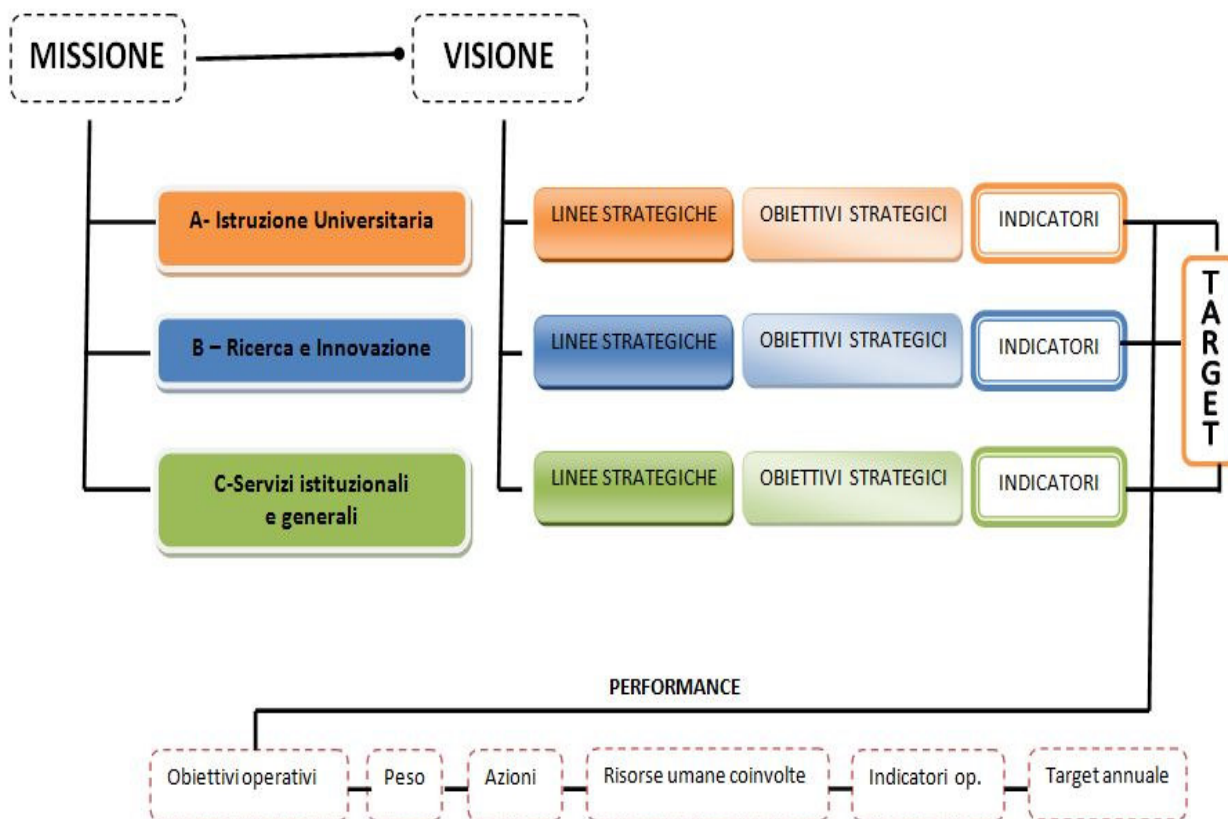 MISSIONE
VISIONE
A- Istruzione Universitaria
LINEE STRATEGICHE
OBIETTIVI STRATEGICI
INDICATORI
B – Ricerca e Innovazione
LINEE STRATEGICHE
OBIETTIVI STRATEGICI
INDICATORI
C-Servizi istituzionali
e generali
LINEE STRATEGICHE
OBIETTIVI STRATEGICI
INDICATORI
TARGET
PERFORMANCE
Obiettivi operativi
Peso
Azioni
Risorse umane coinvolte
Indicatori op.
Target annuale